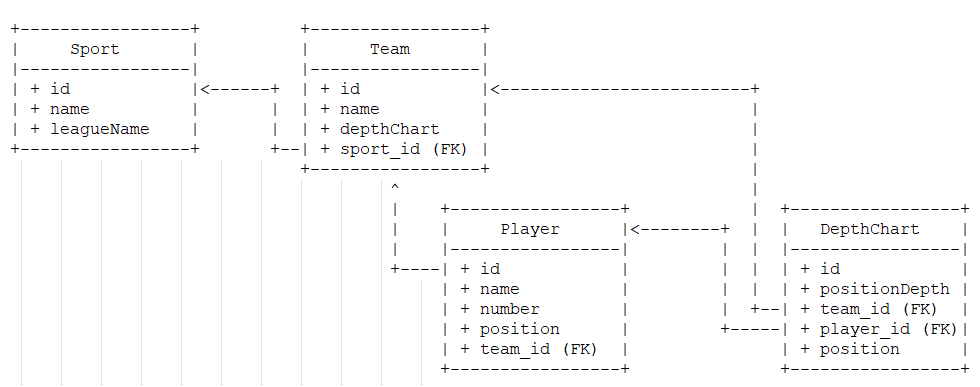 Sport
+ id
+ name
+ leagueName
Team
+ id
+ name
+ depthChart
+ sport_id (FK)
Player
+ id
+ name
+ number
+ position
+ team_id (FK)
DepthChart
+ id
+ positionDepth
+ team_id (FK)
+ player_id (FK)
+ position